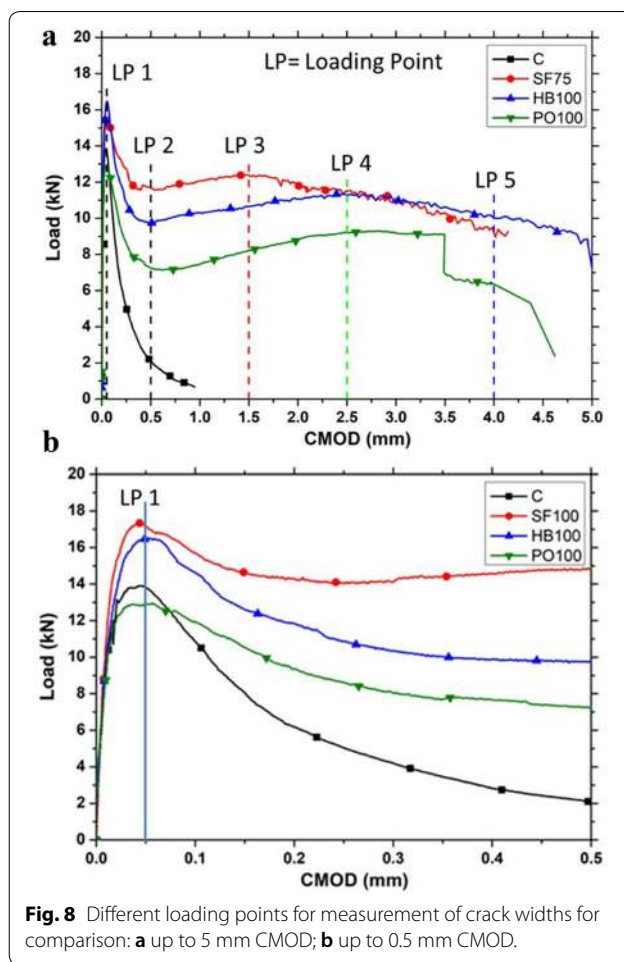 a
20
18
16
14
12
10
8
6
4
2
0
Load (kN)
LP 1
LP= Loading Point
LP 2
LP 3
LP 4
LP 5
C
SF75
HB100
PO100
0.0 0.5 1.0 1.5 2.0 2.5 3.0 3.5 4.0 4.5 5.0
CMOD (mm)
b
20
18
16
14
12
10
8
6
4
2
0
Load (kN)
LP 1
C
SF100
HB100
PO100
0.0 0.1 0.2 0.3 0.4 0.5
CMOD (mm)
Fig. 8 Different loading points for measurement of crack widths for
comparison: a up to 5 mm CMOD; b up to 0.5 mm CMOD.